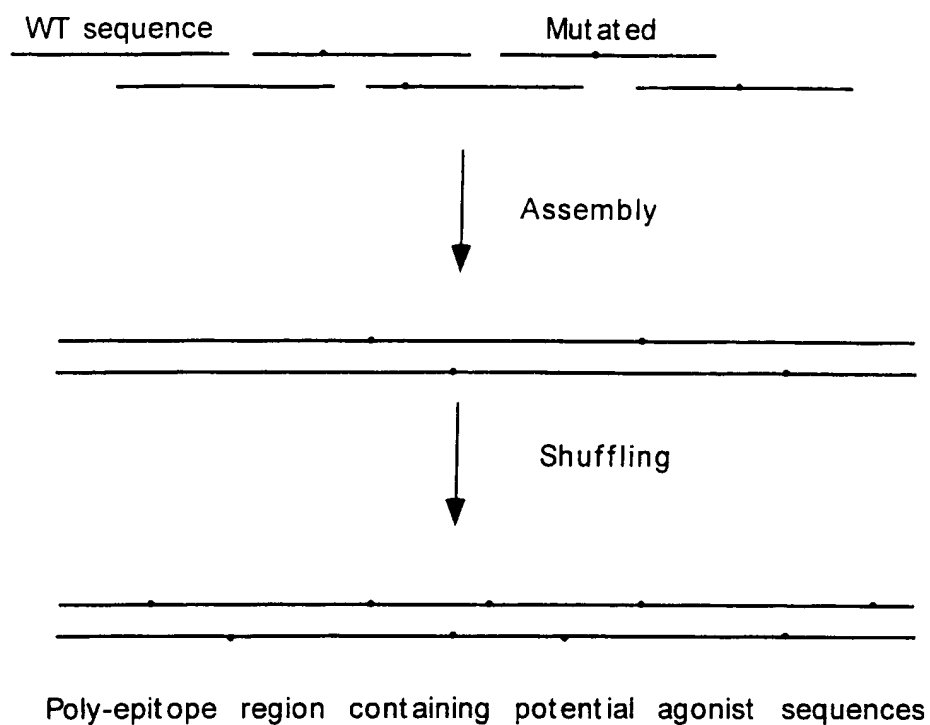 WT sequence
Mutated
Assembly
Shuffling
Poly-epitope region containing potential agonist sequences